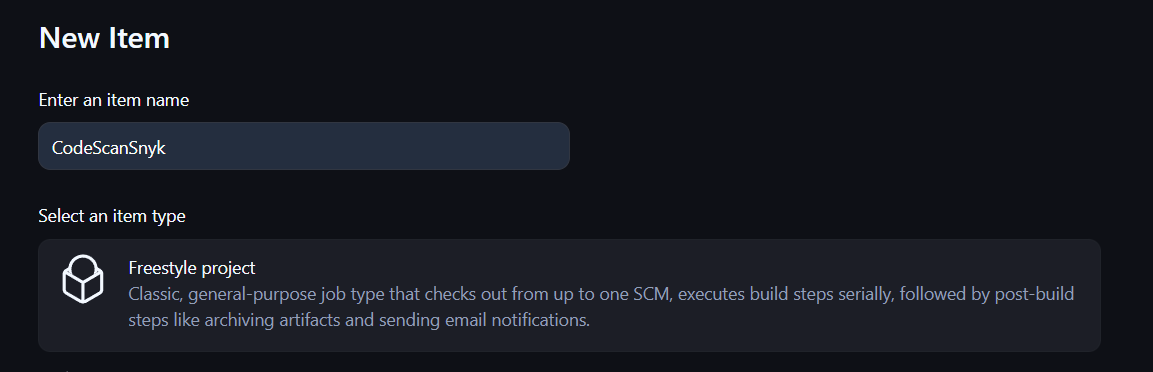 New Item
Enter an item name
CodeScanSnyk
Select an item type
Freestyle project
Classic, general-purpose job type that checks out from up to one SCM, executes build steps serially, followed by post-build
steps like archiving artifacts and sending email notifications.